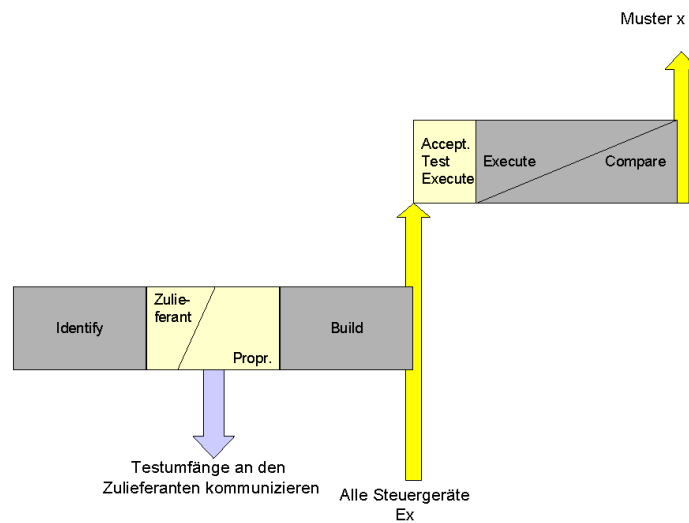 Muster x
Accept.
Test
Execute
Execute
Compare
Identify
Zulie-
ferant
Propr.
Build
Testumfänge an den
Zulieferanten kommunizieren
Alle Steuergeräte
Ex